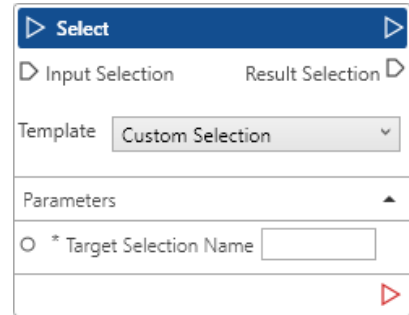 Select
Input Selection Result Selection
Template Custom Selection
Parameters
* Target Selection Name